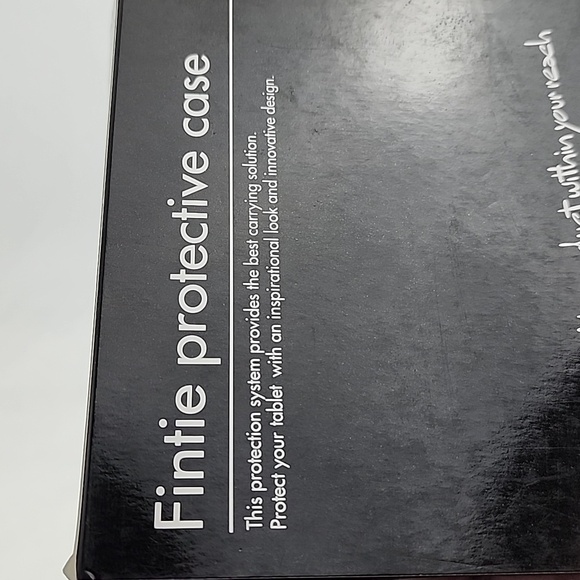 Fintie protective case
This protection system provides the best carrying solution.
Protect your tablet with an inspirational look and innovative design.
Just within your reach